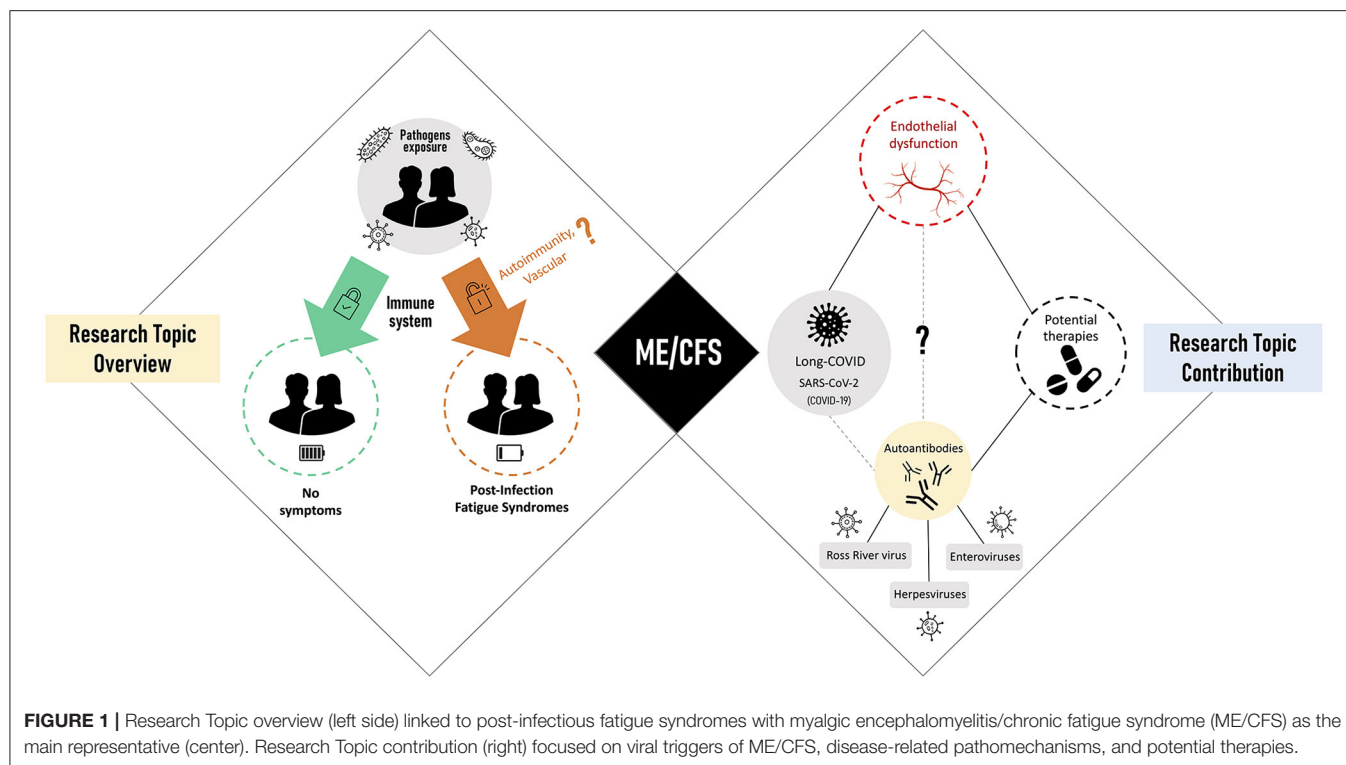 Pathogens
exposure
Autoimmunity, ?
Vascular
Immune
system
Research Topic
Overview
No
symptoms
Post-Infection
Fatigue Syndromes
ME/CFS
Endothelial
dysfunction
Long-COVID
SARS-CoV-2
(COVID-19)
?
Potential
therapies
Research Topic
Contribution
Autoantibodies
Ross River virus
Enteroviruses
Herpesviruses
FIGURE 1 | Research Topic overview (left side) linked to post-infectious fatigue syndromes with myalgic encephalomyelitis/chronic fatigue syndrome (ME/CFS) as the
main representative (center). Research Topic contribution (right) focused on viral triggers of ME/CFS, disease-related pathomechanisms, and potential therapies.